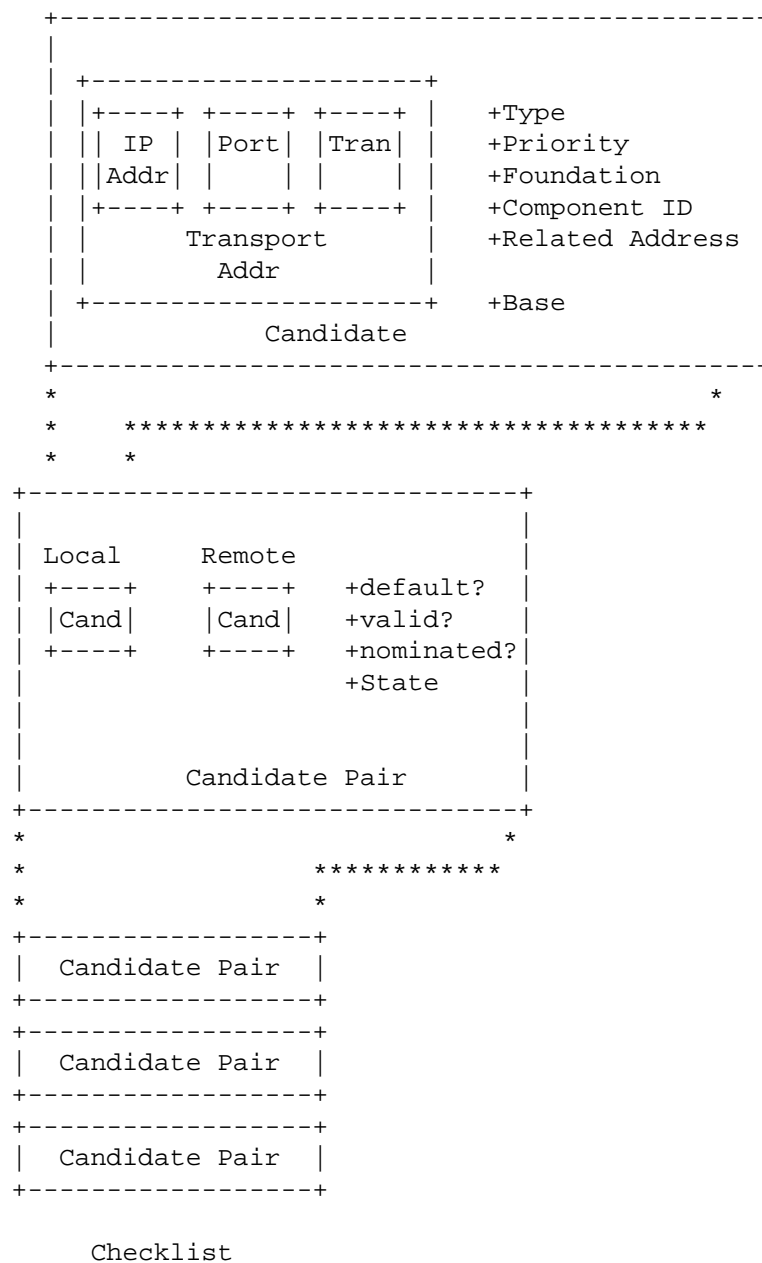 +Type
IP Port Tran +Priority
Addr +Foundation
+Component ID
Transport +Related Address
Addr
+Base
Candidate
Local Remote
+default?
Cand Cand +valid?
+nominated?
+State
Candidate Pair
Candidate Pair
Candidate Pair
Candidate Pair
Checklist